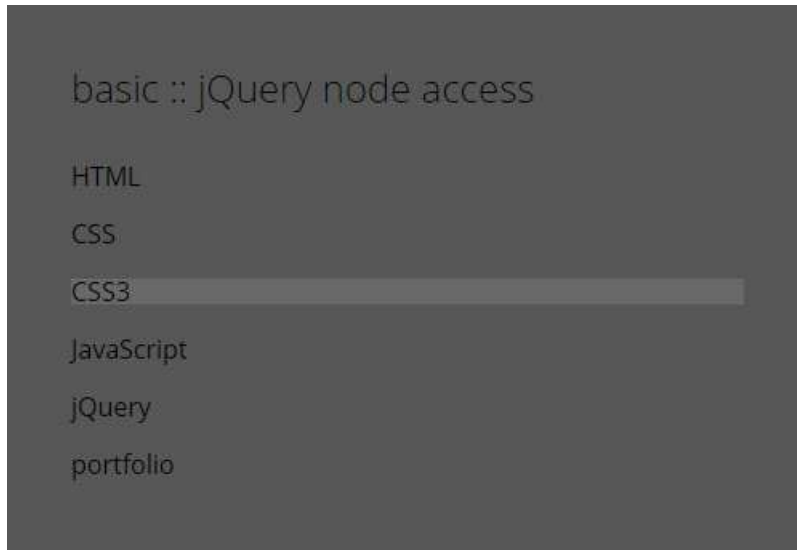 basic :: jQuery node access
HTML
CSS
CSS3
JavaScript
jQuery
portfolio